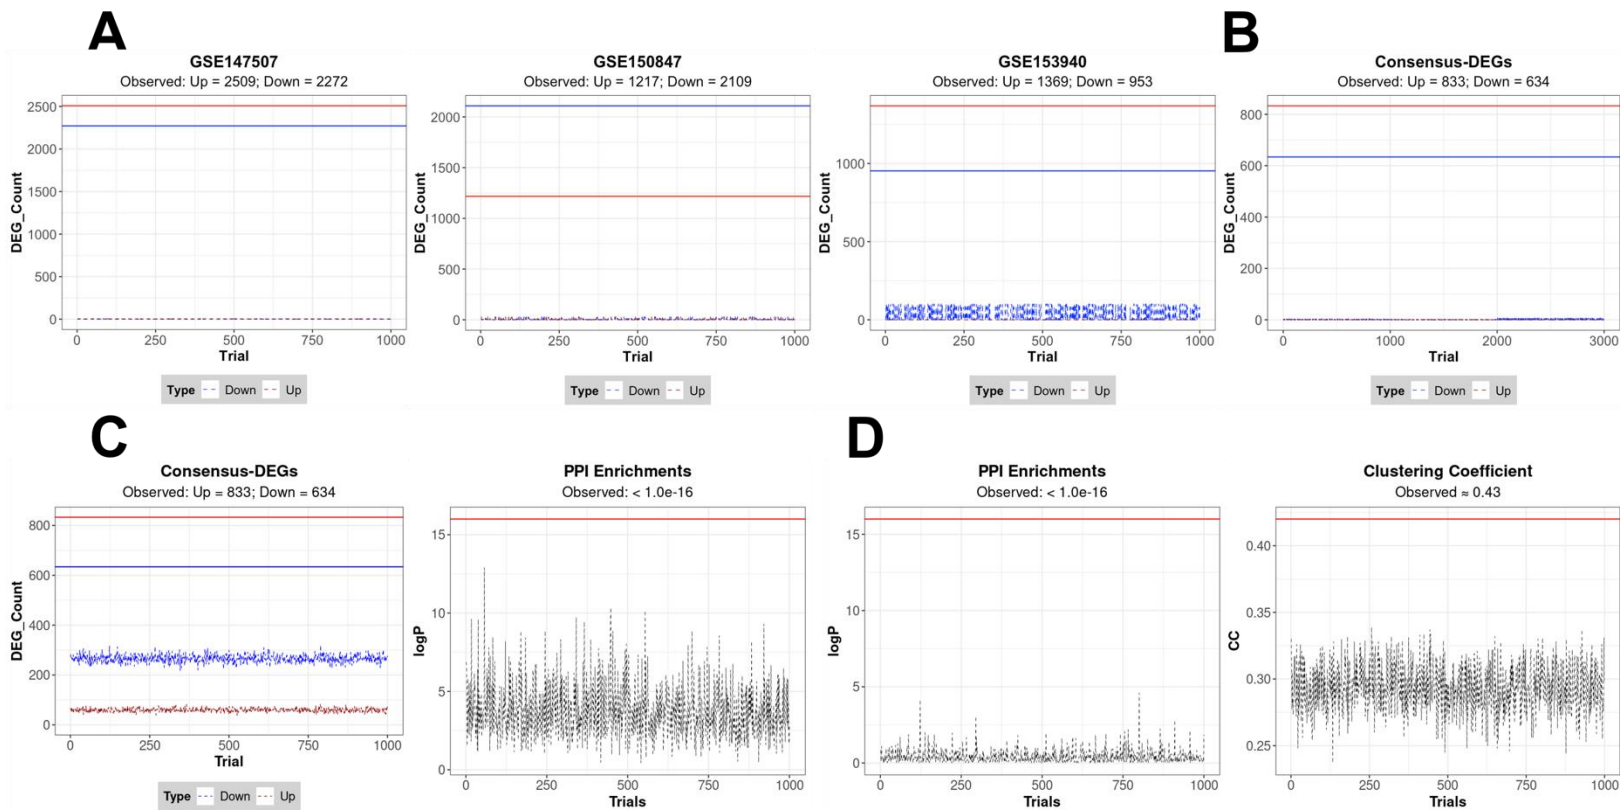 A
B
GSE147507
Observed: Up = 2509; Down = 2272
2500
2000
1500
1000
500
0
DEG_Count
0 250 500 750 1000
Trial
Type Down Up
GSE150847
Observed: Up = 1217; Down = 2109
2000
1500
1000
500
0
DEG_Count
0 250 500 750 1000
Trial
Type Down Up
GSE153940
Observed: Up = 1369; Down = 953
1000
500
0
DEG_Count
0 250 500 750 1000
Trial
Type Down Up
Consensus-DEGs
Observed: Up = 833; Down = 634
800
600
400
200
0
DEG_Count
0 1000 2000 3000
Trial
Type Down Up
C
D
Consensus-DEGs
Observed: Up = 833; Down = 634
800
600
400
200
0
DEG_Count
0 250 500 750 1000
Trial
Type Down Up
PPI Enrichments
Observed: < 1.0e-16
15
10
5
0
logP
0 250 500 750 1000
Trials
PPI Enrichments
Observed: < 1.0e-16
15
10
5
0
logP
0 250 500 750 1000
Trials
Clustering Coefficient
Observed ≈ 0.43
0.40
0.35
0.30
0.25
CC
0 250 500 750 1000
Trials